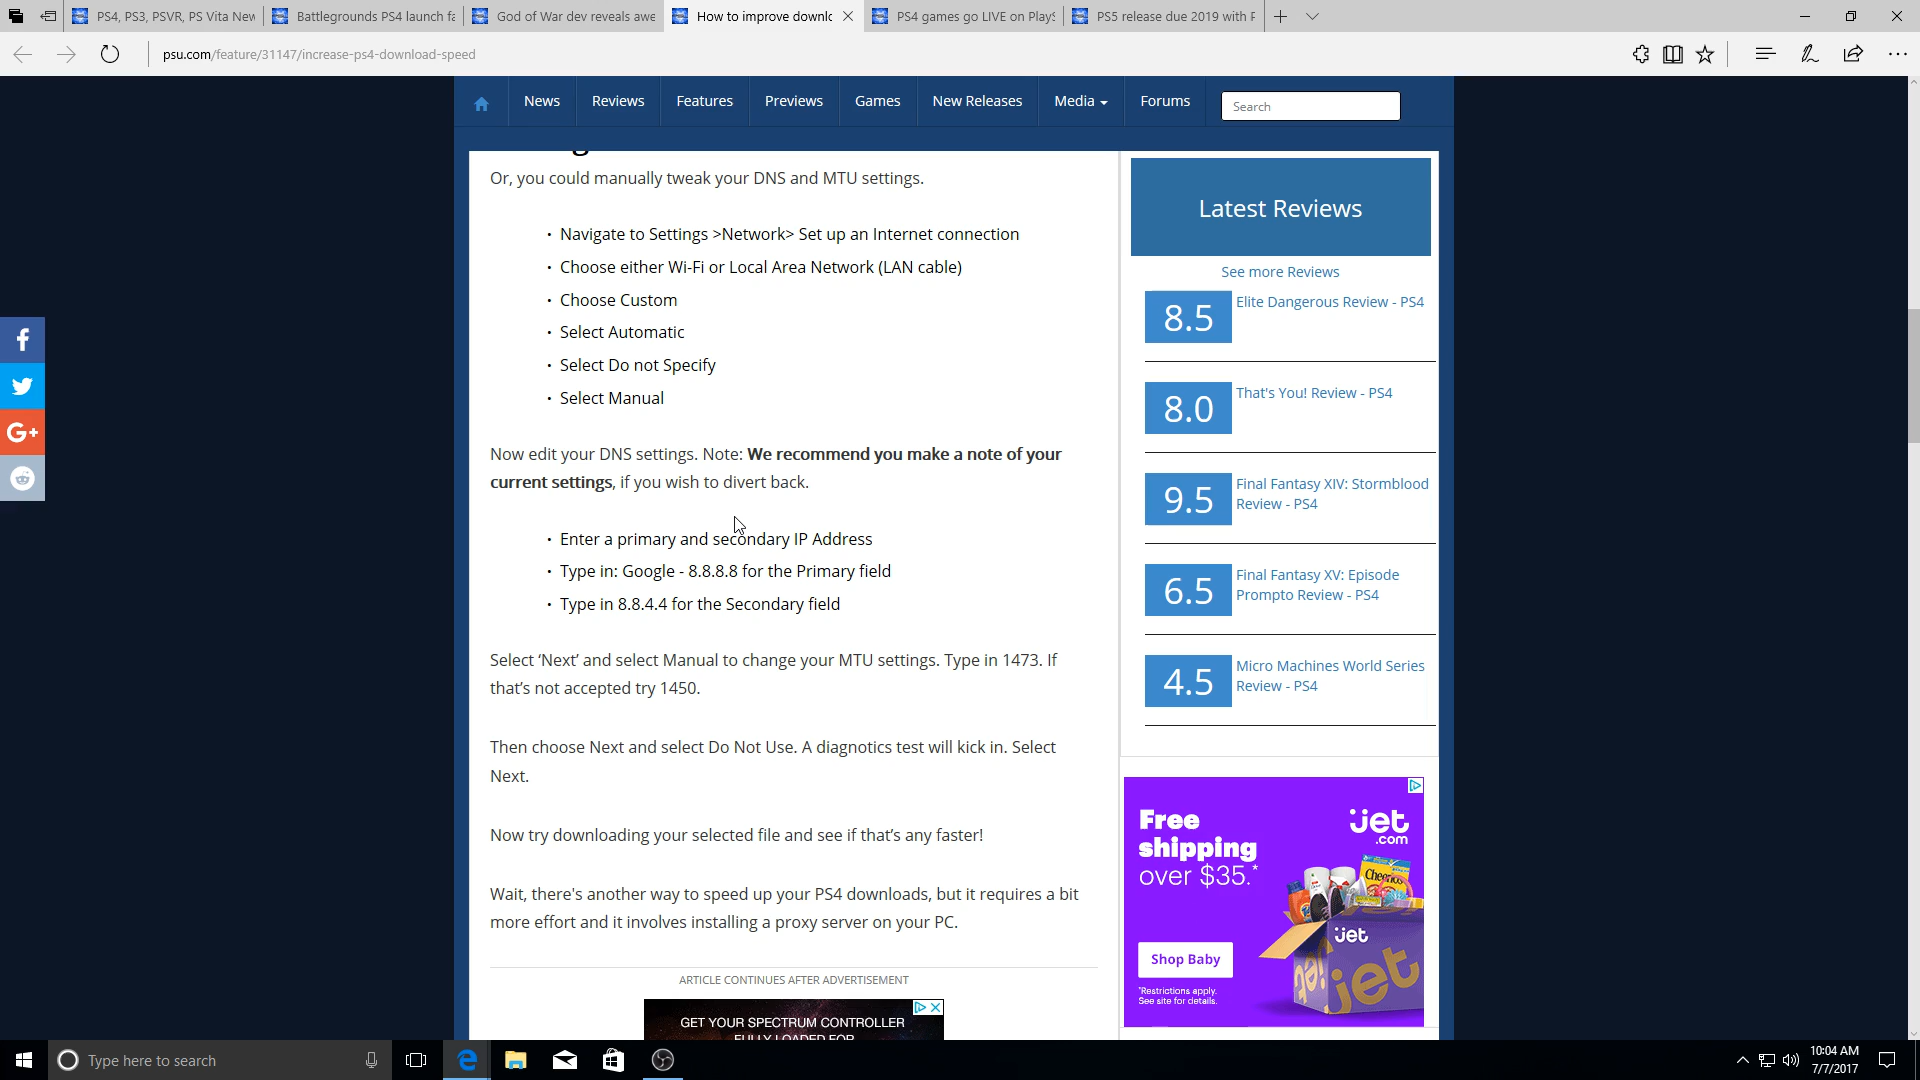 PS4, PS3, PSVR, PS Vita New
Battlegrounds PS4 launch fa
God of War dev reveals awe
How to improve downlo
PS4 games go LIVE on PlayS
PS5 release due 2019 with P
psu.com/feature/31147/increase-ps4-download-speed
News
Reviews
Features
Previews
Games
New Releases
Media
Forums
Search
Or, you could manually tweak your DNS and MTU settings.
• Navigate to Settings >Network> Set up an Internet connection
• Choose either Wi-Fi or Local Area Network (LAN cable)
• Choose Custom
• Select Automatic
• Select Do not Specify
• Select Manual
Now edit your DNS settings. Note: We recommend you make a note of your
current settings, if you wish to divert back.
• Enter a primary and secondary IP Address
• Type in: Google - 8.8.8.8 for the Primary field
• Type in 8.8.4.4 for the Secondary field
Select ‘Next’ and select Manual to change your MTU settings. Type in 1473. If
that’s not accepted try 1450.
Then choose Next and select Do Not Use. A diagnotics test will kick in. Select
Next.
Now try downloading your selected file and see if that’s any faster!
Wait, there's another way to speed up your PS4 downloads, but it requires a bit
more effort and it involves installing a proxy server on your PC.
ARTICLE CONTINUES AFTER ADVERTISEMENT
GET YOUR SPECTRUM CONTROLLER
FULLY LOADED FOR
Latest Reviews
See more Reviews
8.5
Elite Dangerous Review - PS4
8.0
That's You! Review - PS4
9.5
Final Fantasy XIV: Stormblood
Review - PS4
6.5
Final Fantasy XV: Episode
Prompto Review - PS4
4.5
Micro Machines World Series
Review - PS4
Free
shipping
over $35.*
jet
.com
Cheerios
jet
jet
Shop Baby
*Restrictions apply.
See site for details.
G+
Type here to search
10:04 AM
7/7/2017